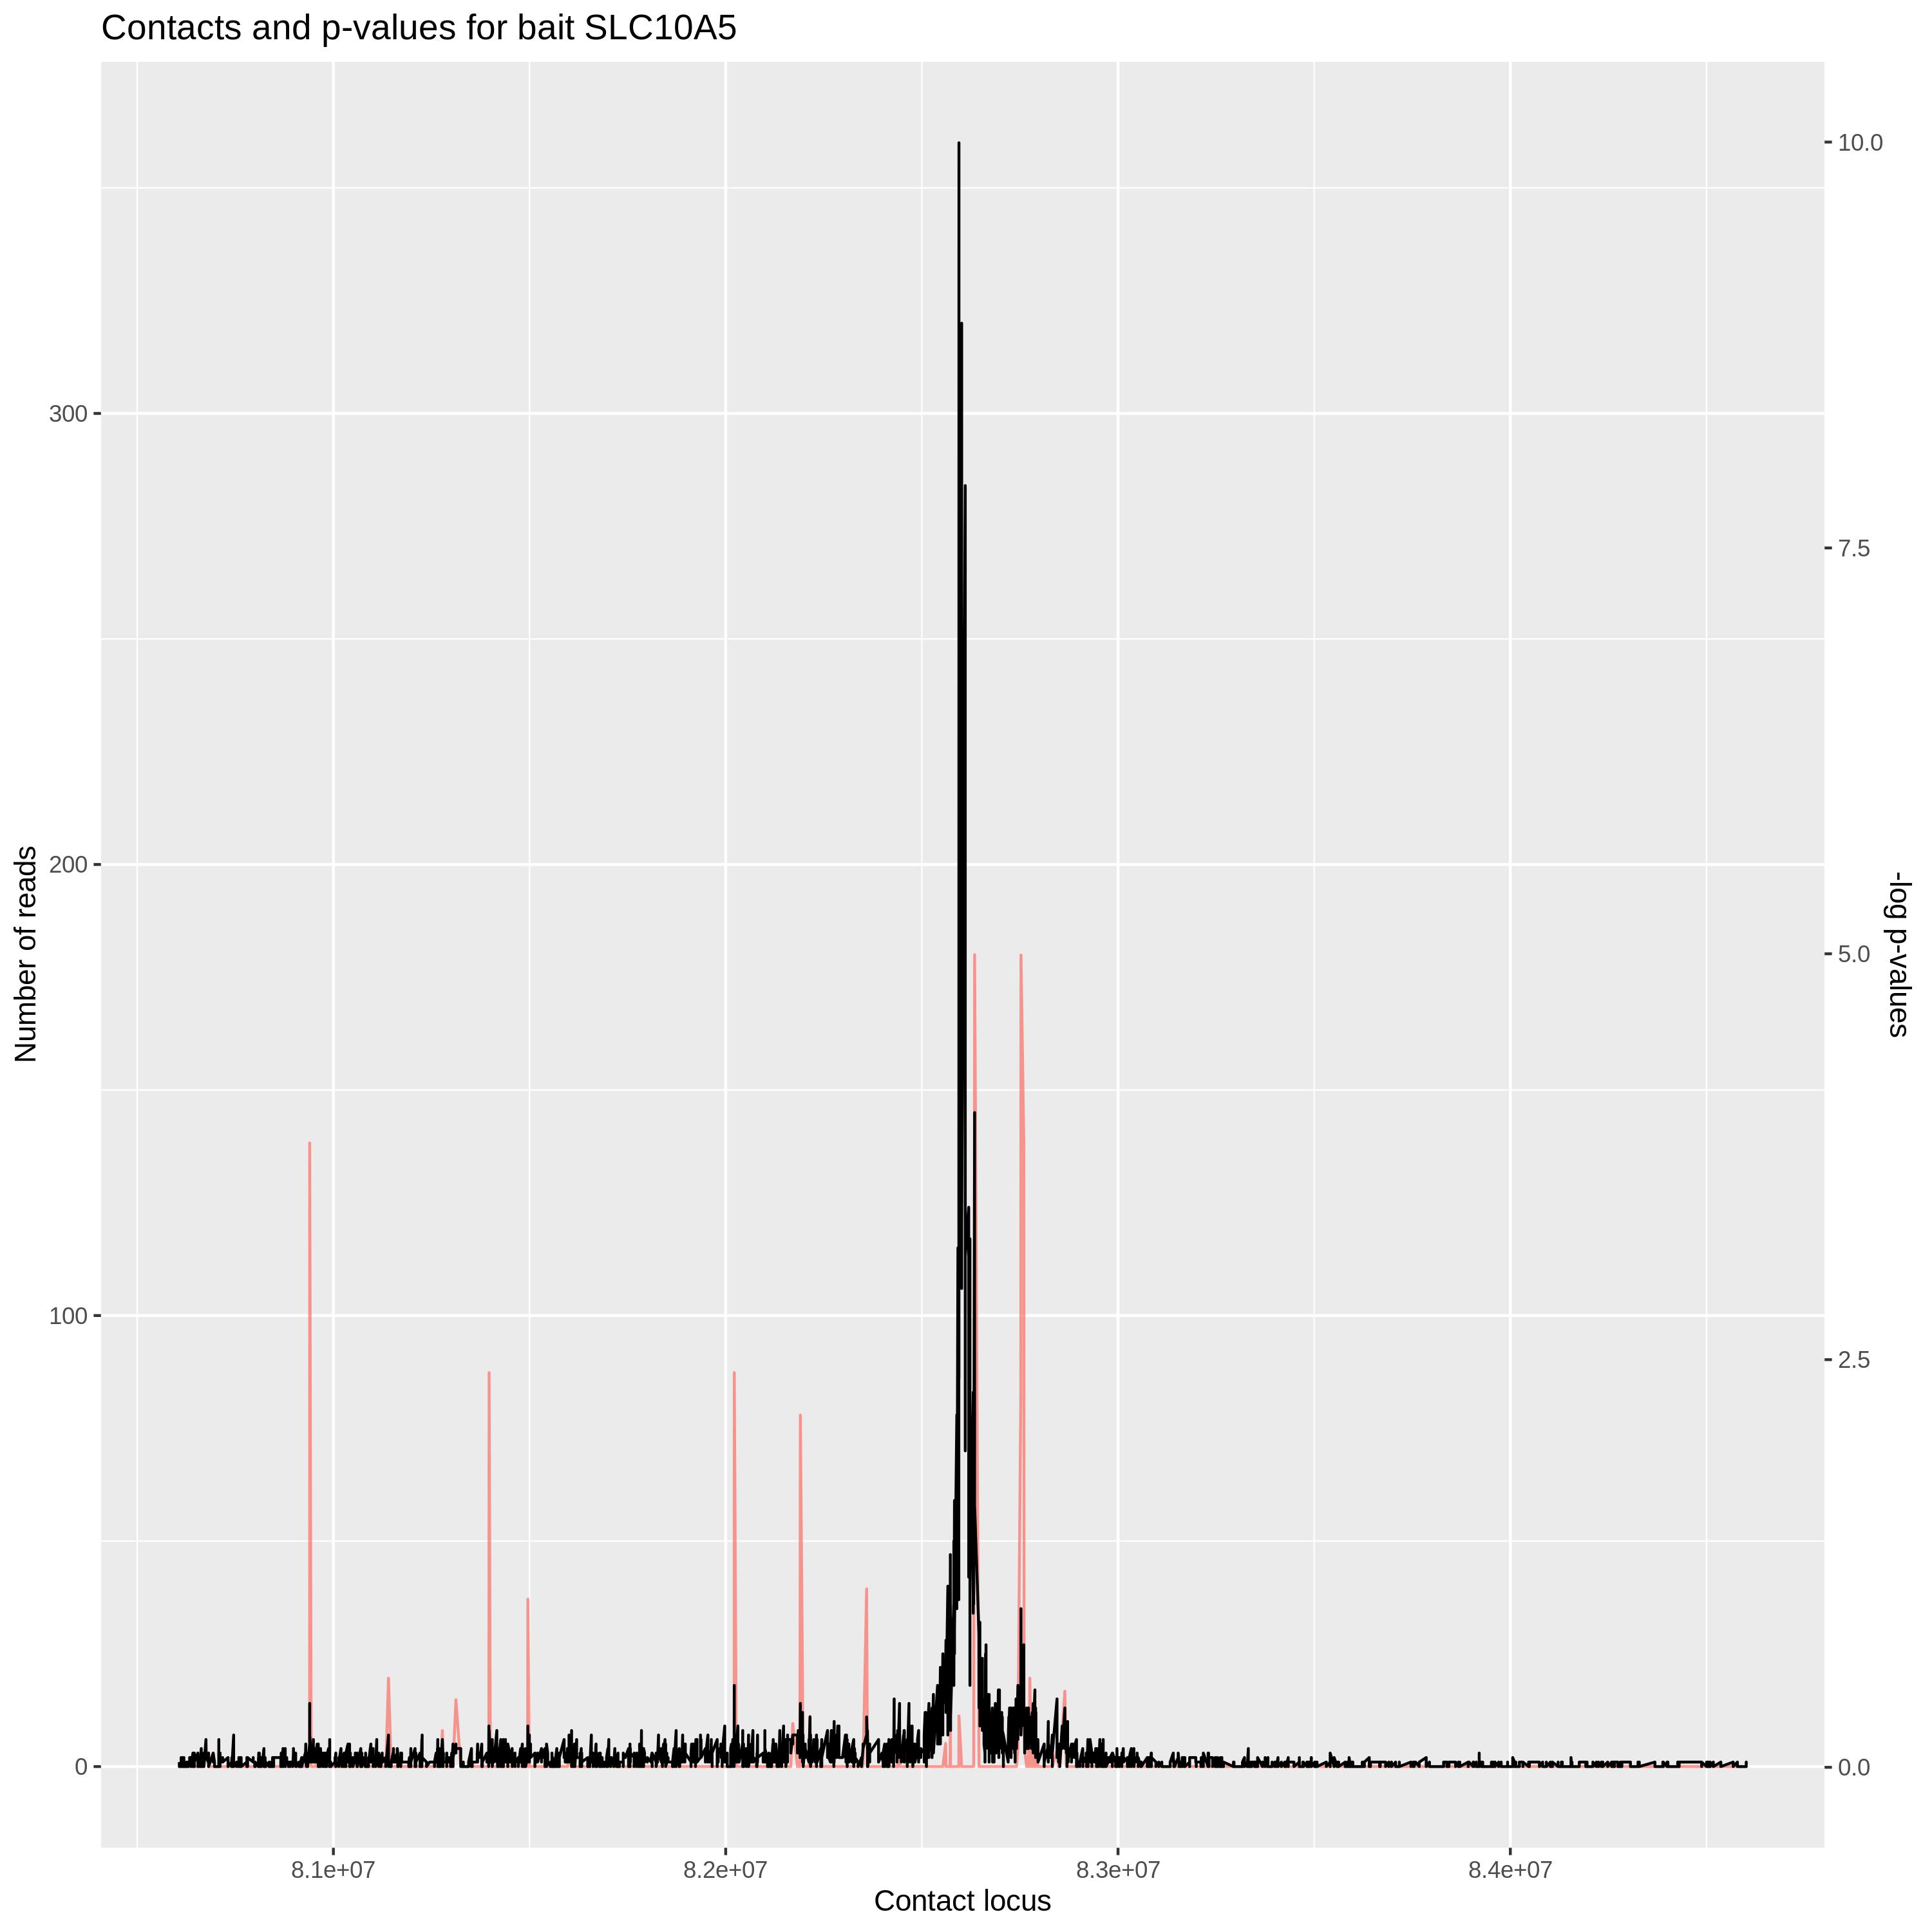 Contacts and p-values for bait SLC10A5
10.0
300
7.5
200
5.0
Number of reads
-log p-values
100
2.5
0
0.0
8.1e+07
8.2e+07
8.3e+07
8.4e+07
Contact locus